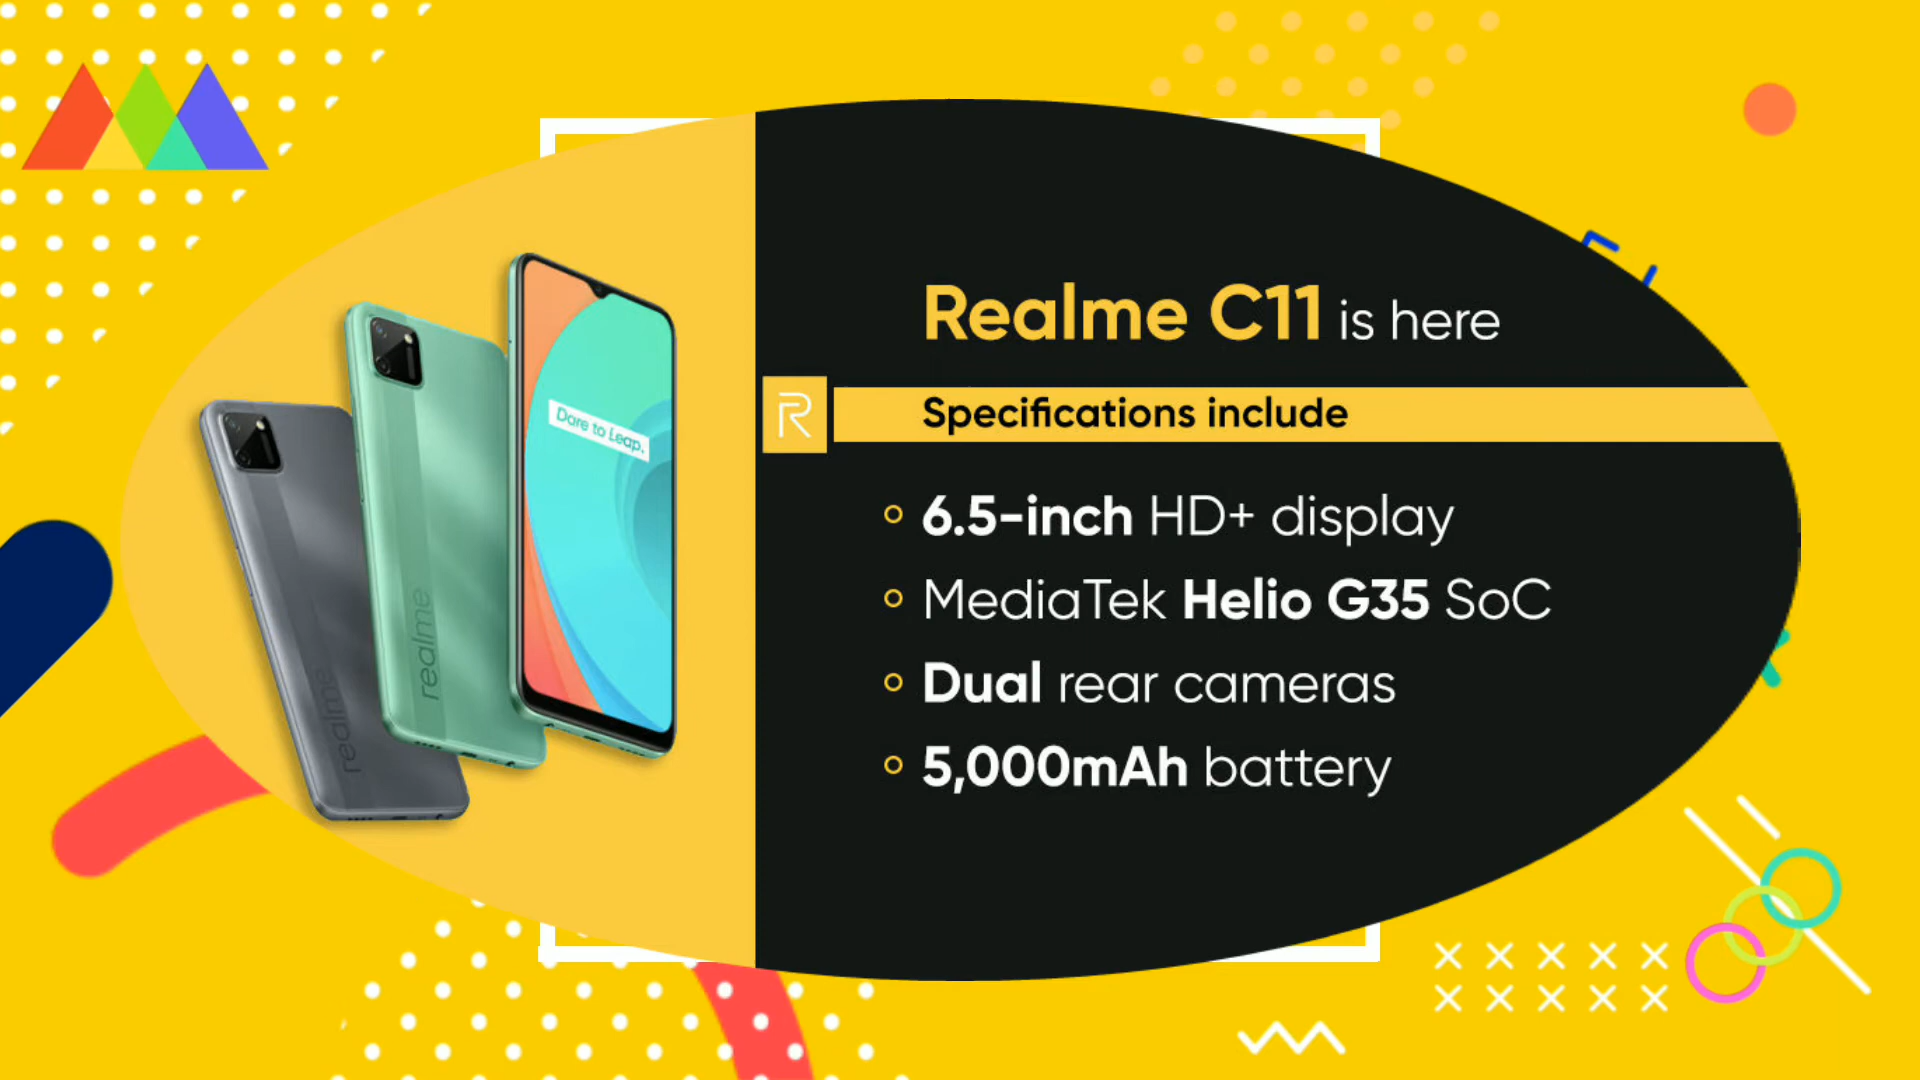 Realme C11 is here
Specifications include
6.5-inch HD+ display
MediaTek Helio G35 SoC
Dual rear cameras
5,000mAh battery
Dare to Leap.
realme
realme